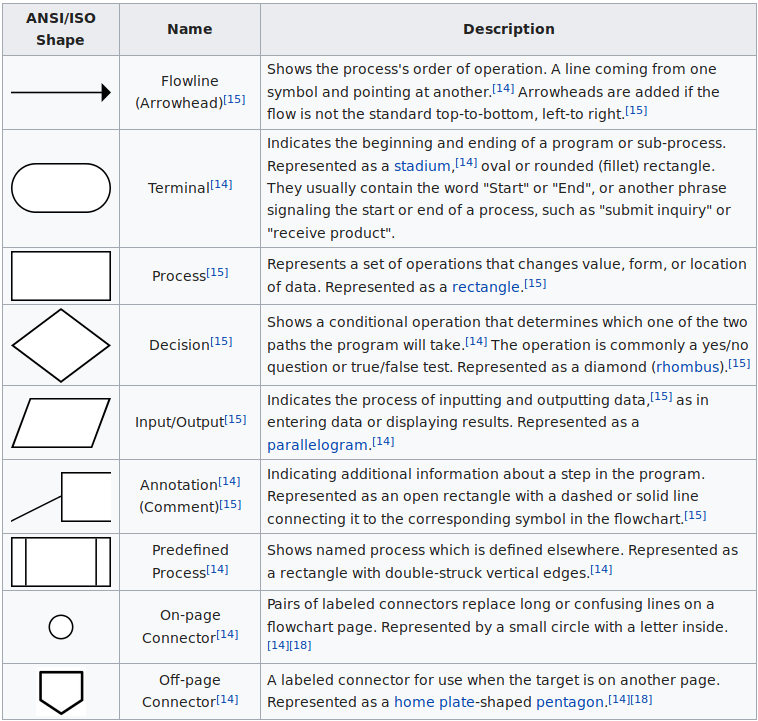 ANSI/ISO
Shape
Name
Description
Flowline
(Arrowhead)[15]
Shows the process's order of operation. A line coming from one
symbol and pointing at another.[14] Arrowheads are added if the
flow is not the standard top-to-bottom, left-to right.[15]
Terminal[14]
Indicates the beginning and ending of a program or sub-process.
Represented as a stadium,[14] oval or rounded (fillet) rectangle.
They usually contain the word "Start" or "End", or another phrase
signaling the start or end of a process, such as "submit inquiry" or
"receive product".
Process[15]
Represents a set of operations that changes value, form, or location
of data. Represented as a rectangle.[15]
Decision[15]
Shows a conditional operation that determines which one of the two
paths the program will take.[14] The operation is commonly a yes/no
question or true/false test. Represented as a diamond (rhombus).[15]
Input/Output[15]
Indicates the process of inputting and outputting data,[15] as in
entering data or displaying results. Represented as a
parallelogram.[14]
Annotation[14]
(Comment)[15]
Indicating additional information about a step in the program.
Represented as an open rectangle with a dashed or solid line
connecting it to the corresponding symbol in the flowchart.[15]
Predefined
Process[14]
Shows named process which is defined elsewhere. Represented as
a rectangle with double-struck vertical edges.[14]
On-page
Connector[14]
Pairs of labeled connectors replace long or confusing lines on a
flowchart page. Represented by a small circle with a letter inside.
[14][18]
Off-page
Connector[14]
A labeled connector for use when the target is on another page.
Represented as a home plate-shaped pentagon.[14][18]